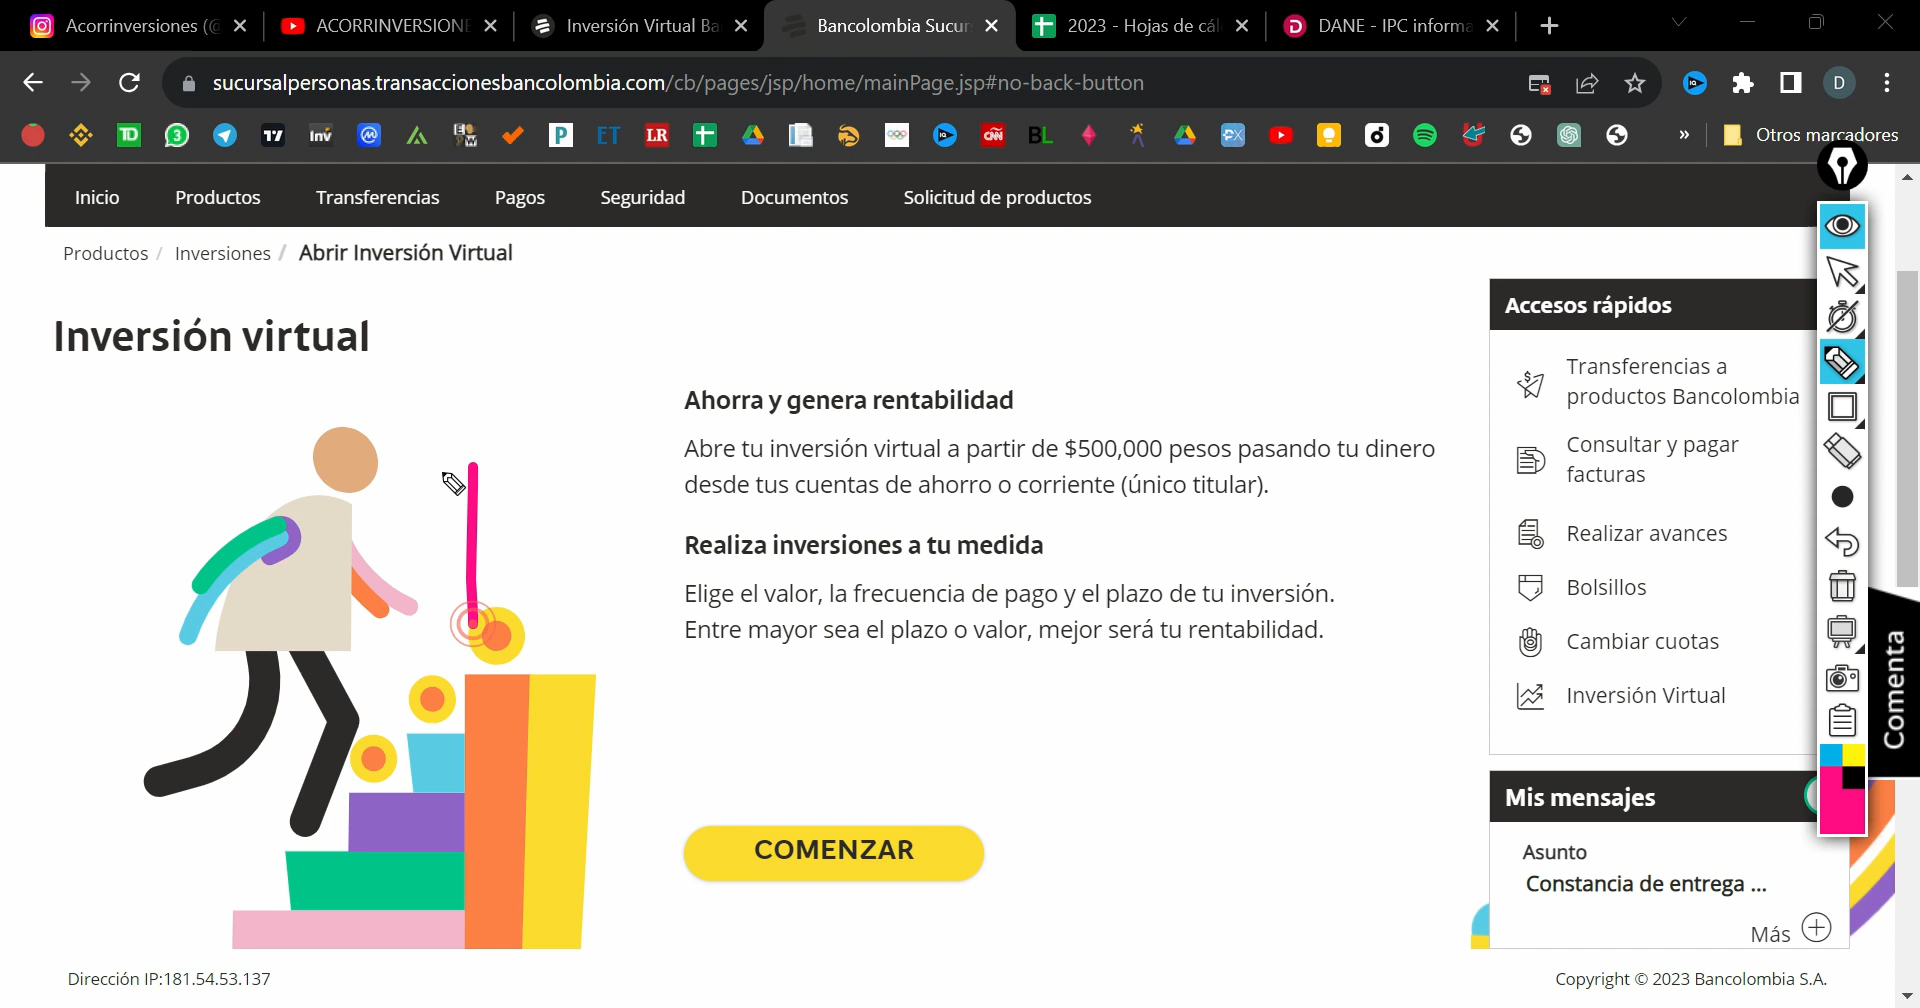 Acorrinversiones (@
ACORRINVERSIONE
Inversión Virtual Ba
Bancolombia Sucur
2023 - Hojas de cál
DANE - IPC informa
sucursalpersonas.transaccionesbancolombia.com/cb/pages/jsp/home/mainPage.jsp#no-back-button
Otros marcadores
Inicio
Productos
Transferencias
Pagos
Seguridad
Documentos
Solicitud de productos
Productos / Inversiones / Abrir Inversión Virtual
Inversión virtual
Ahorra y genera rentabilidad
Abre tu inversión virtual a partir de $500,000 pesos pasando tu dinero
desde tus cuentas de ahorro o corriente (único titular).
Realiza inversiones a tu medida
Elige el valor, la frecuencia de pago y el plazo de tu inversión.
Entre mayor sea el plazo o valor, mejor será tu rentabilidad.
COMENZAR
Accesos rápidos
Transferencias a
productos Bancolombia
Consultar y pagar
facturas
Realizar avances
Bolsillos
Cambiar cuotas
Inversión Virtual
Comenta
Mis mensajes
Asunto
Constancia de entrega ...
Más
Dirección IP:181.54.53.137
Copyright © 2023 Bancolombia S.A.